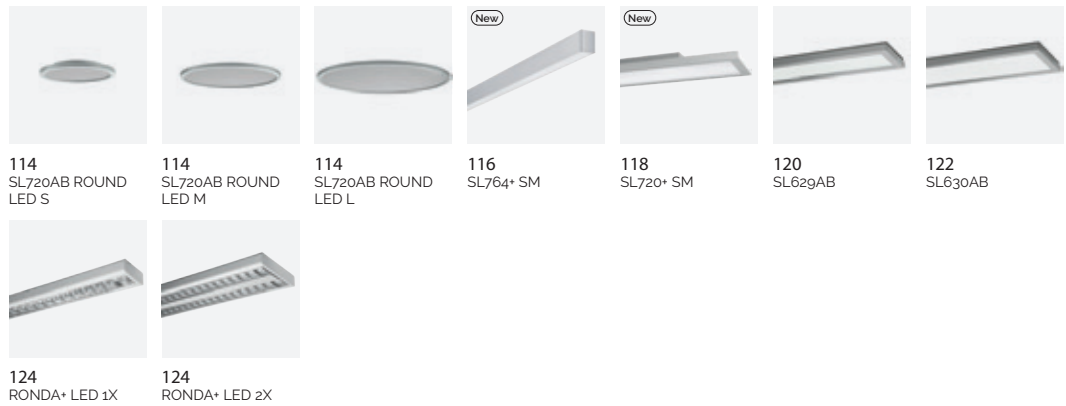 New
New
114
SL720AB ROUND
LED S
114
SL720AB ROUND
LED M
114
SL720AB ROUND
LED L
116
SL764+ SM
118
SL720+ SM
120
SL629AB
122
SL630AB
124
RONDA+ LED 1X
124
RONDA+ LED 2X